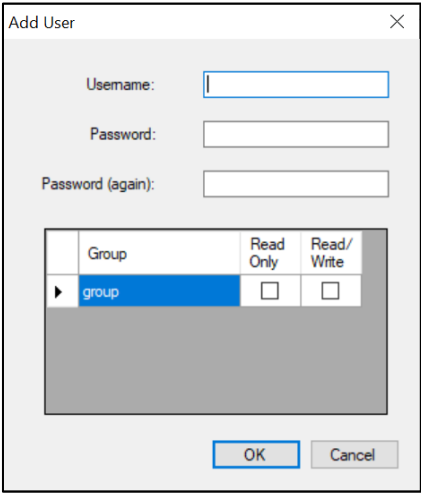 Add User
Username:
Password:
Password (again):
Group Read Only Read/ Write
group
OK Cancel